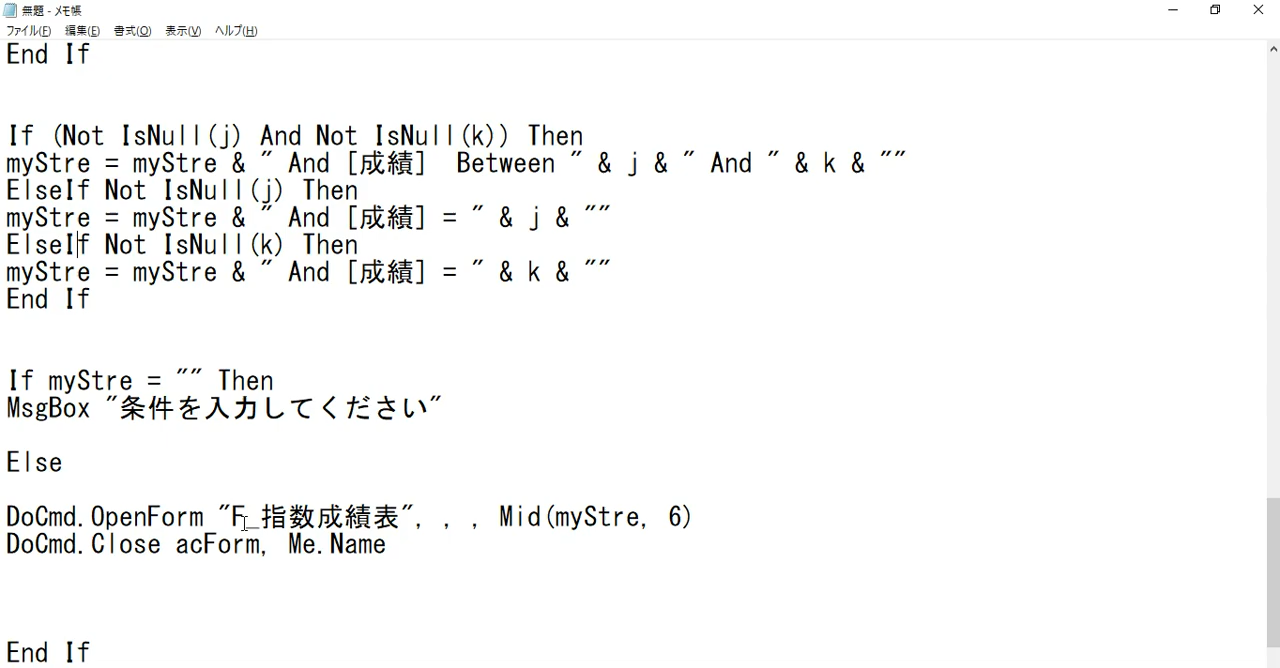 無題 - メモ帳
ファイル(F) 編集(E) 書式(O) 表示(V) ヘルプ(H)
End If
If (Not IsNull(j) And Not IsNull(k)) Then
myStre = myStre & " And [成績]  Between " & j & " And " & k & ""
ElseIf Not IsNull(j) Then
myStre = myStre & " And [成績] = " & j & ""
ElseIf Not IsNull(k) Then
myStre = myStre & " And [成績] = " & k & ""
End If
If myStre = "" Then
MsgBox "条件を入力してください"
Else
DoCmd.OpenForm "F_指数成績表", , , Mid(myStre, 6)
DoCmd.Close acForm, Me.Name
End If